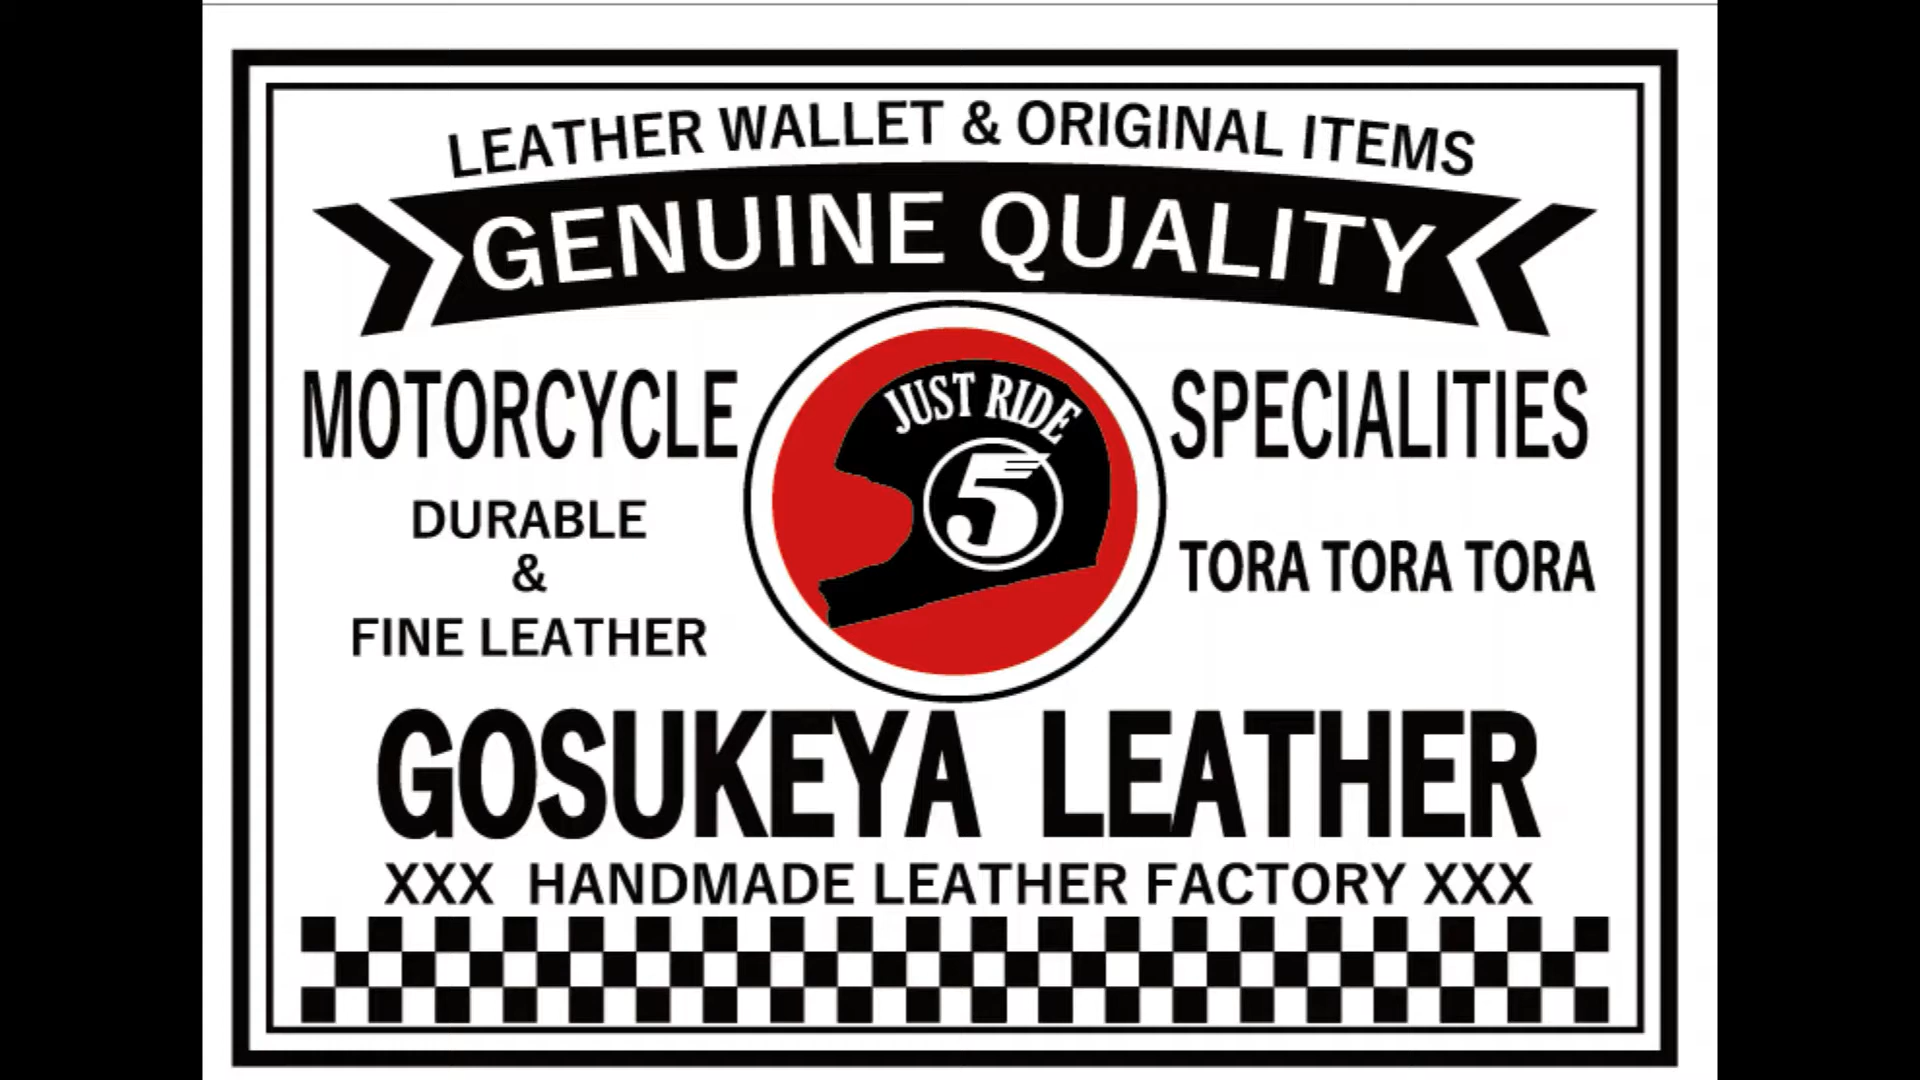 LEATHER WALLET & ORIGINAL ITEMS
GENUINE QUALITY
MOTORCYCLE
SPECIALITIES
JUST RIDE
5
DURABLE
&
FINE LEATHER
TORA TORA TORA
GOSUKEYA LEATHER
XXX HANDMADE LEATHER FACTORY XXX